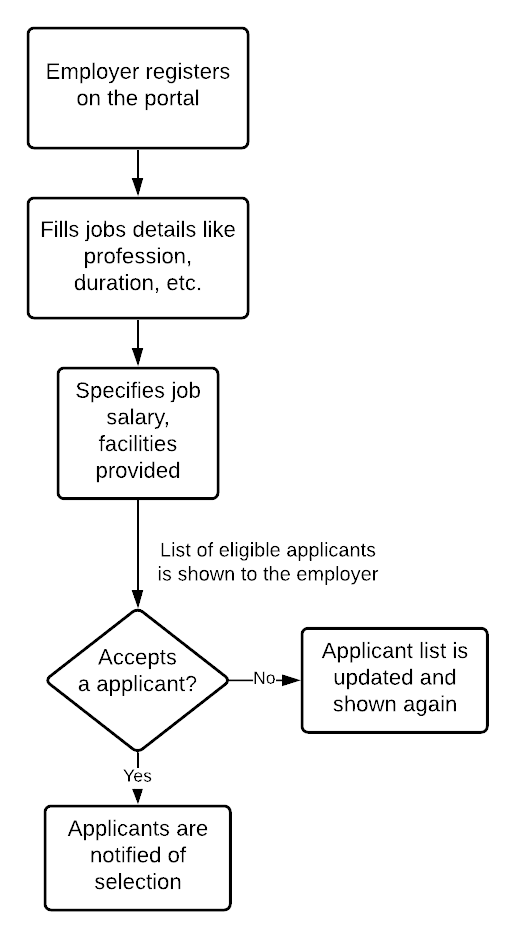 Employer registers
on the portal
Fills jobs details like
profession,
duration, etc.
Specifies job
salary,
facilities
provided
List of eligible applicants
is shown to the employer
Accepts
a applicant?
No
Applicant list is
updated and
shown again
Yes
Applicants are
notified of
selection